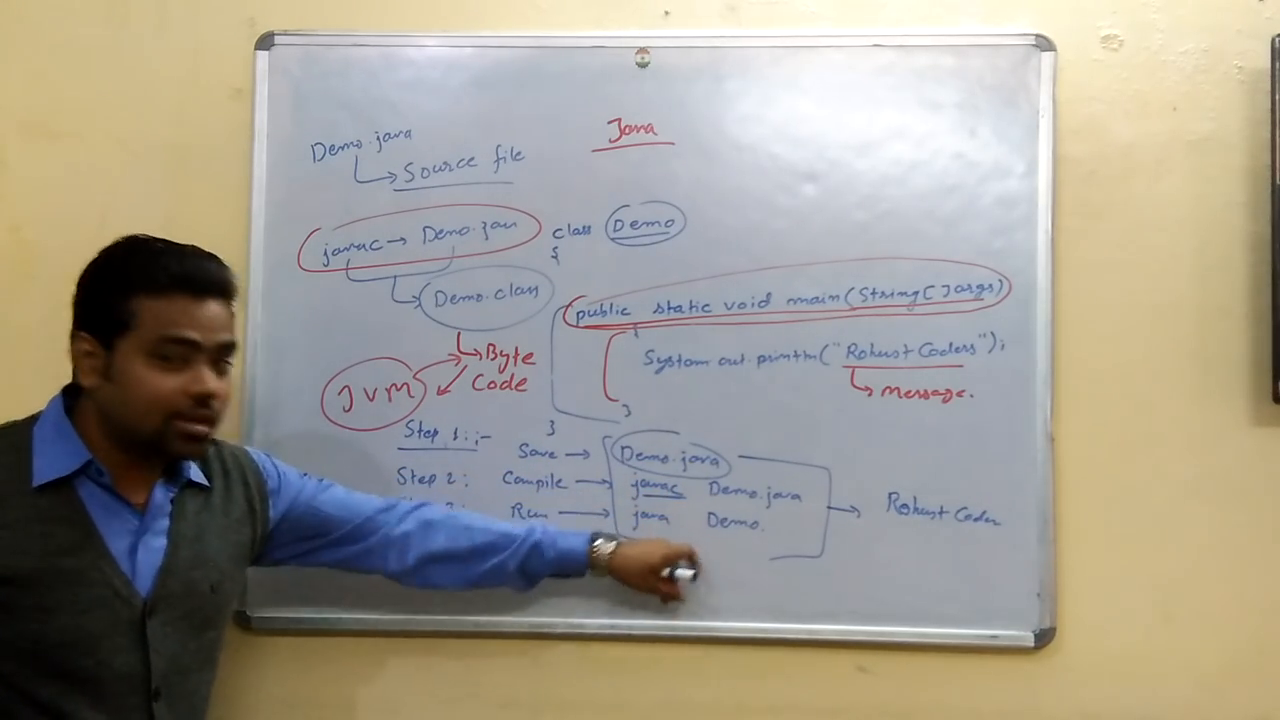 Java
Demo.java
Source file
javac → Demo.java
Demo.class
Byte
Code
JVM
class Demo
{
public static void main(String[]args)
{
System.out.println("Robust Coders");
message.
}
}
Step 1:-
Save → Demo.java
Step 2: Compile → javac Demo.java
Run → java Demo.
Robust Coder